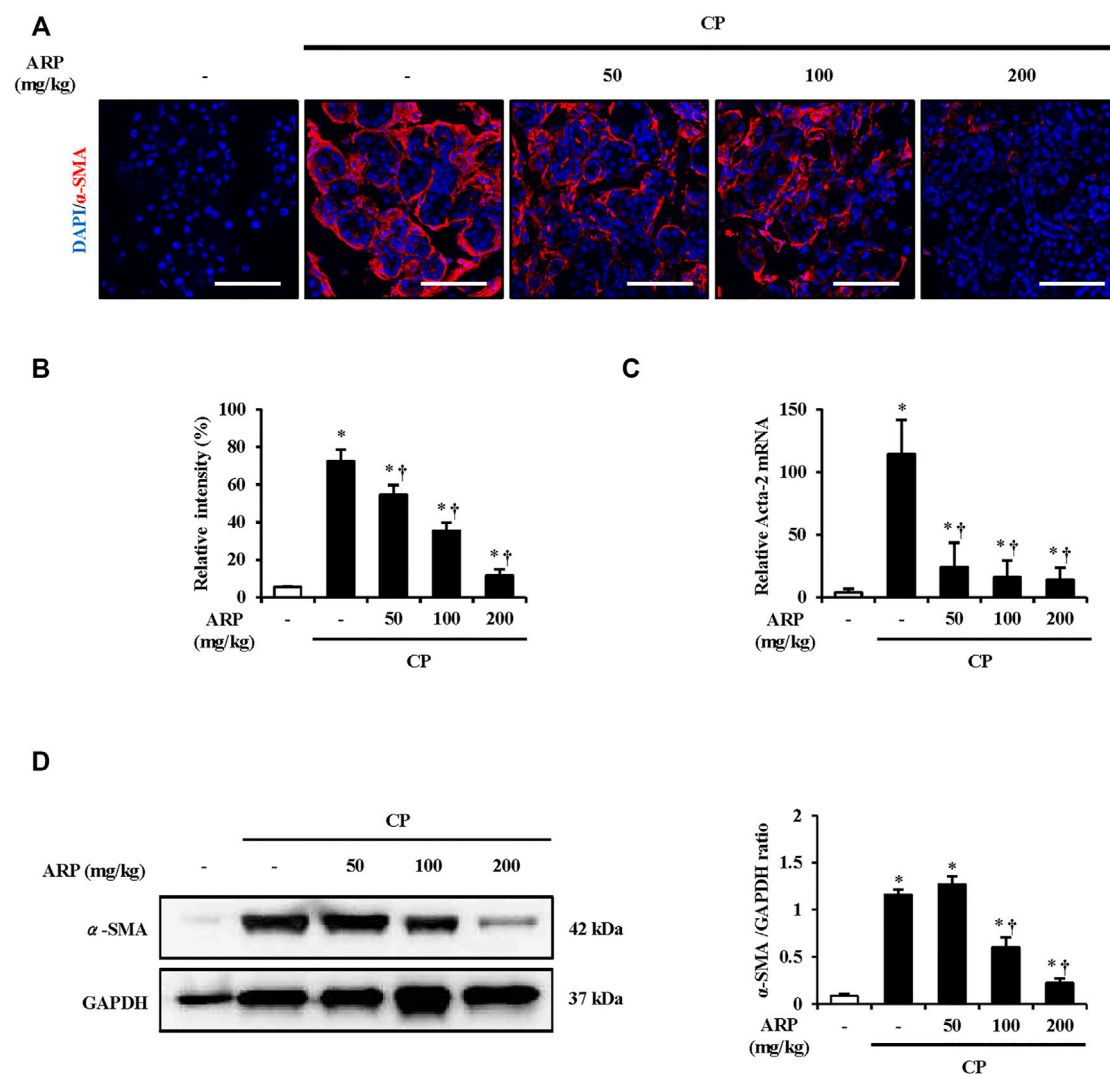 A
CP
ARP
(mg/kg)
- - 50 100 200
DAPI/α-SMA
B
Relative intensity (%)
100
80
60
40
20
0
*
* †
* †
* †
ARP
(mg/kg)
- - 50 100 200
CP
C
Relative Acta-2 mRNA
150
100
50
0
*
* †
* †
* †
ARP
(mg/kg)
- - 50 100 200
CP
D
CP
ARP (mg/kg) - - 50 100 200
α-SMA 42 kDa
GAPDH 37 kDa
α-SMA /GAPDH ratio
2
1.5
1
0.5
0
*
*
* †
* †
ARP
(mg/kg)
- - 50 100 200
CP